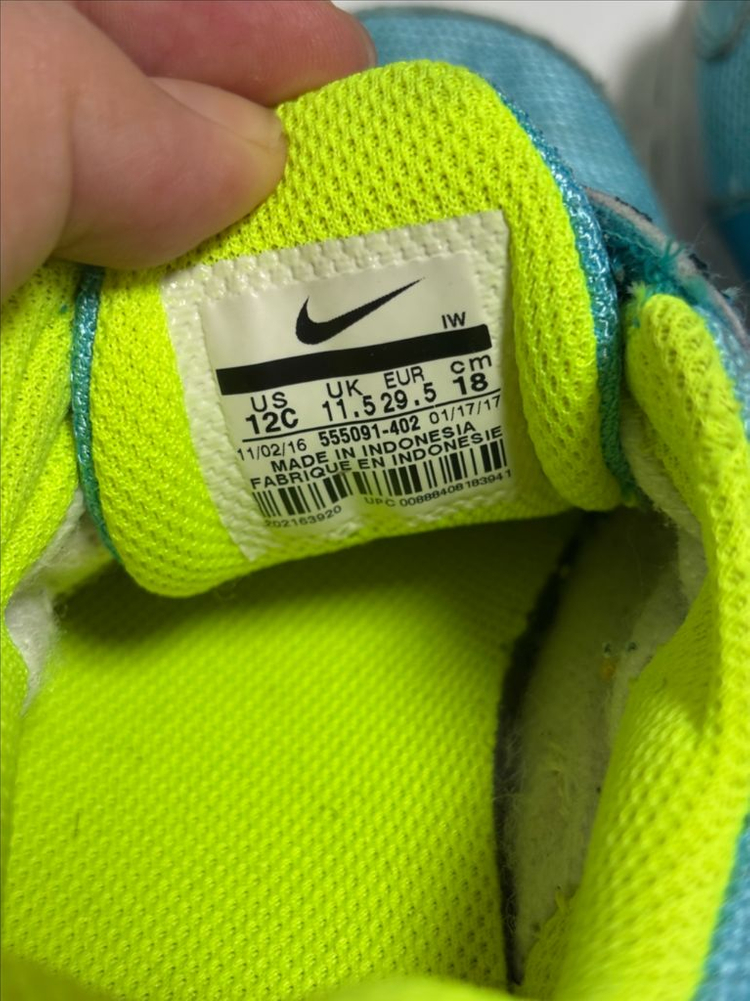 IW
US UK EUR cm
12C 11.5 29.5 18
11/02/16 555091-402 01/17/17
MADE IN INDONESIA
FABRIQUE EN INDONESIE
202163920 UPC 00888408183941